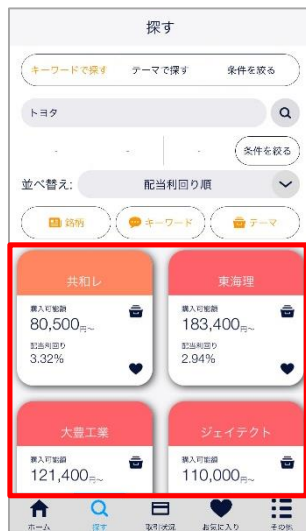 探す
キーワードで探す テーマで探す 条件を絞る
トヨタ
- - - 条件を絞る
並べ替え: 配当利回り順
銘柄 キーワード テーマ
共和レ 東海理
購入可能額 購入可能額
80,500円~ 183,400円~
配当利回り 配当利回り
3.32% 2.94%
大豊工業 ジェイテクト
購入可能額 購入可能額
121,400円~ 110,000円~
ホーム 探す 取引状況 お気に入り その他